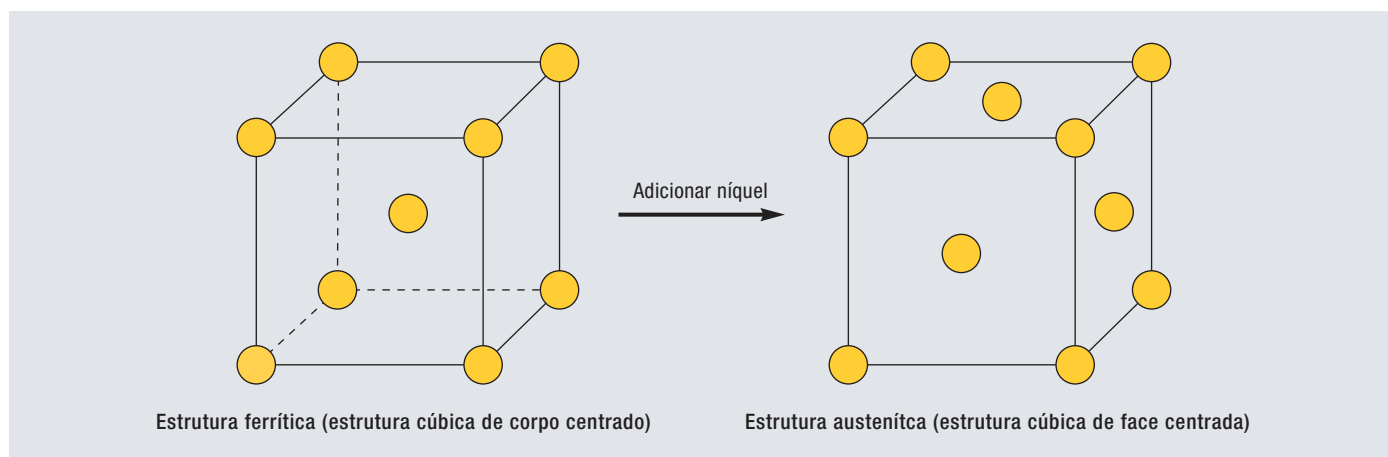 Adicionar níquel
Estrutura ferrítica (estrutura cúbica de corpo centrado)
Estrutura austenítca (estrutura cúbica de face centrada)